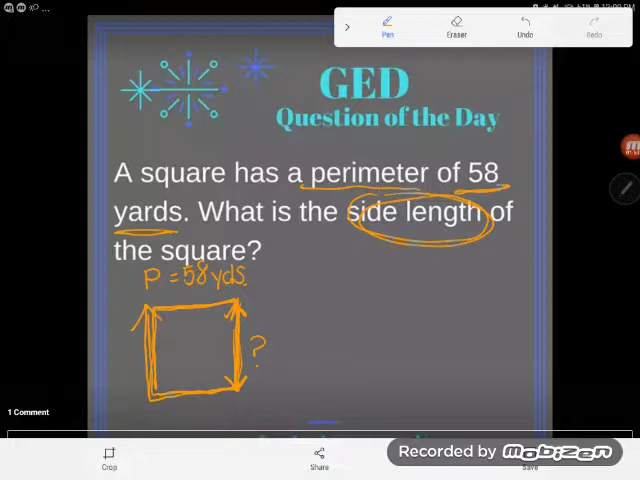 Pen
Eraser
Undo
Redo
GED
Question of the Day
A square has a perimeter of 58
yards. What is the side length of
the square?
P = 58 yds.
?
1 Comment
Recorded by Mobizen
Crop
Share
Save